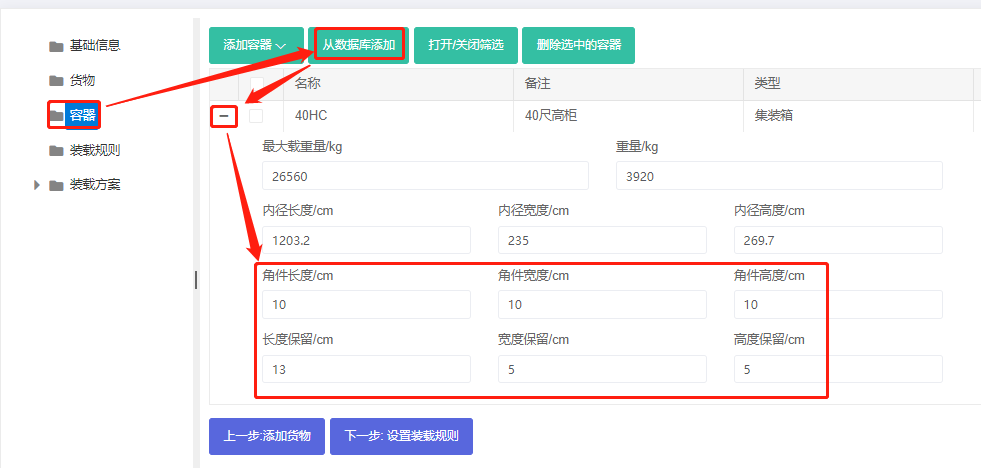 基础信息
货物
容器
装载规则
装载方案
添加容器 从数据库添加 打开/关闭筛选 删除选中的容器
名称 备注 类型
40HC 40尺高柜 集装箱
最大载重量/kg 重量/kg
26560 3920
内径长度/cm 内径宽度/cm 内径高度/cm
1203.2 235 269.7
角件长度/cm 角件宽度/cm 角件高度/cm
10 10 10
长度保留/cm 宽度保留/cm 高度保留/cm
13 5 5
上一步:添加货物 下一步: 设置装载规则